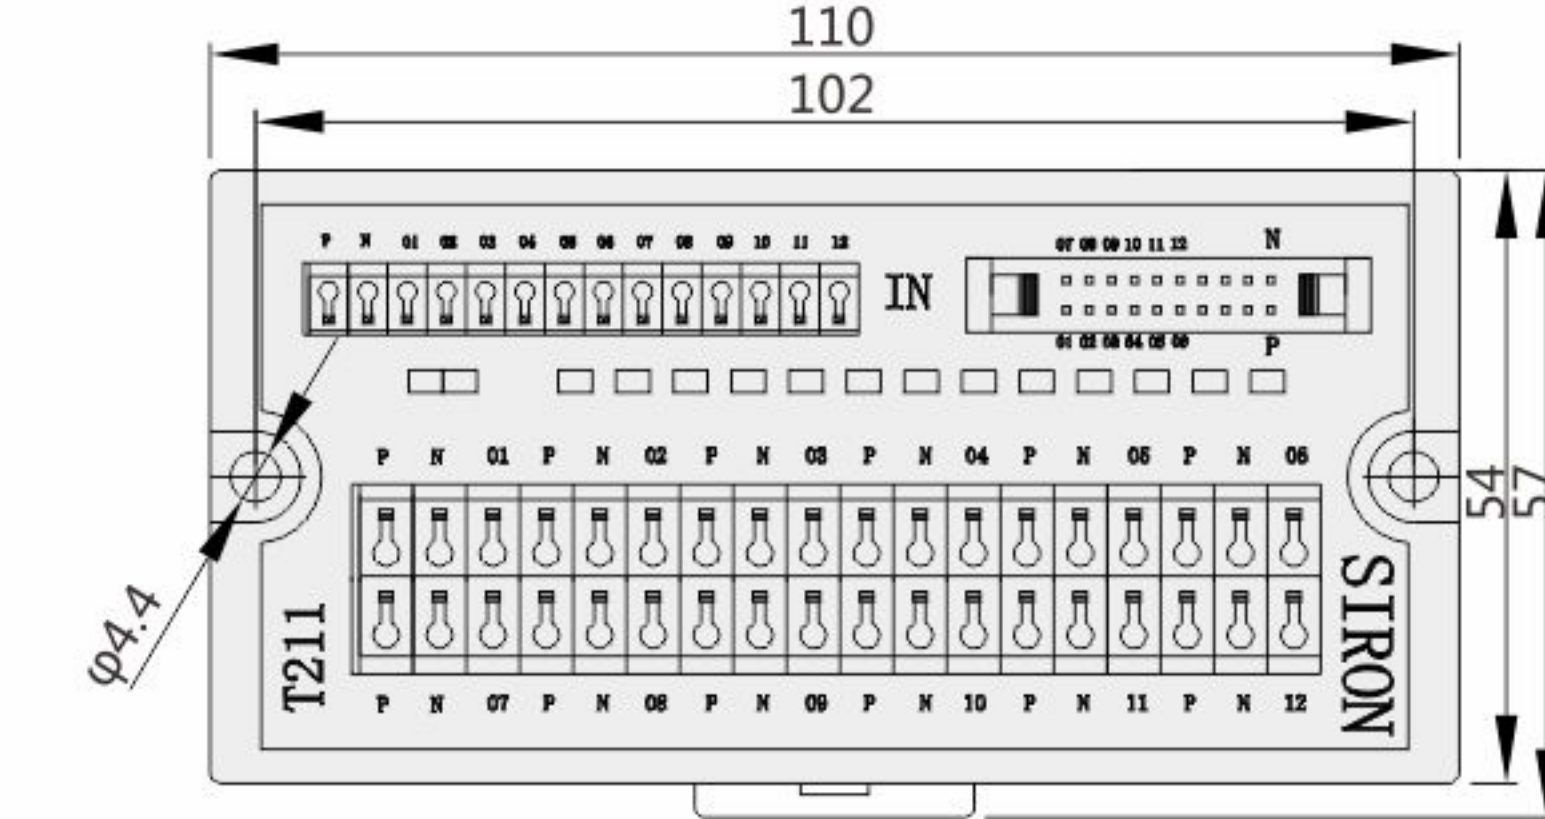 110
102
P N 01 02 03 04 05 06 07 08 09 10 11 12
IN
07 08 09 10 11 12 N
01 02 03 04 05 06 P
P N 01 P N 02 P N 03 P N 04 P N 05 P N 06
54
57
φ4.4
T211
SIRON
P N 07 P N 08 P N 09 P N 10 P N 11 P N 12